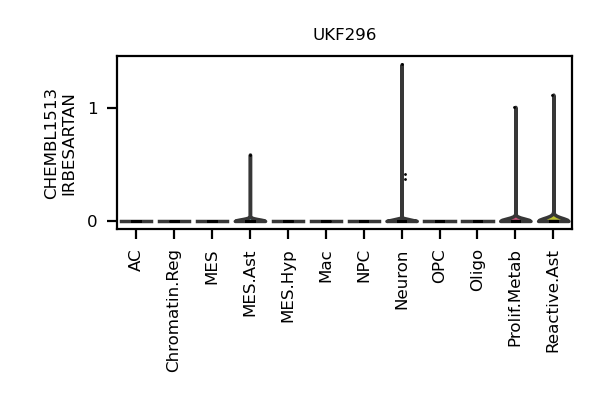 UKF296
CHEMBL1513
IRBESARTAN
1
0
AC
Chromatin.Reg
MES
MES.Ast
MES.Hyp
Mac
NPC
Neuron
OPC
Oligo
Prolif.Metab
Reactive.Ast